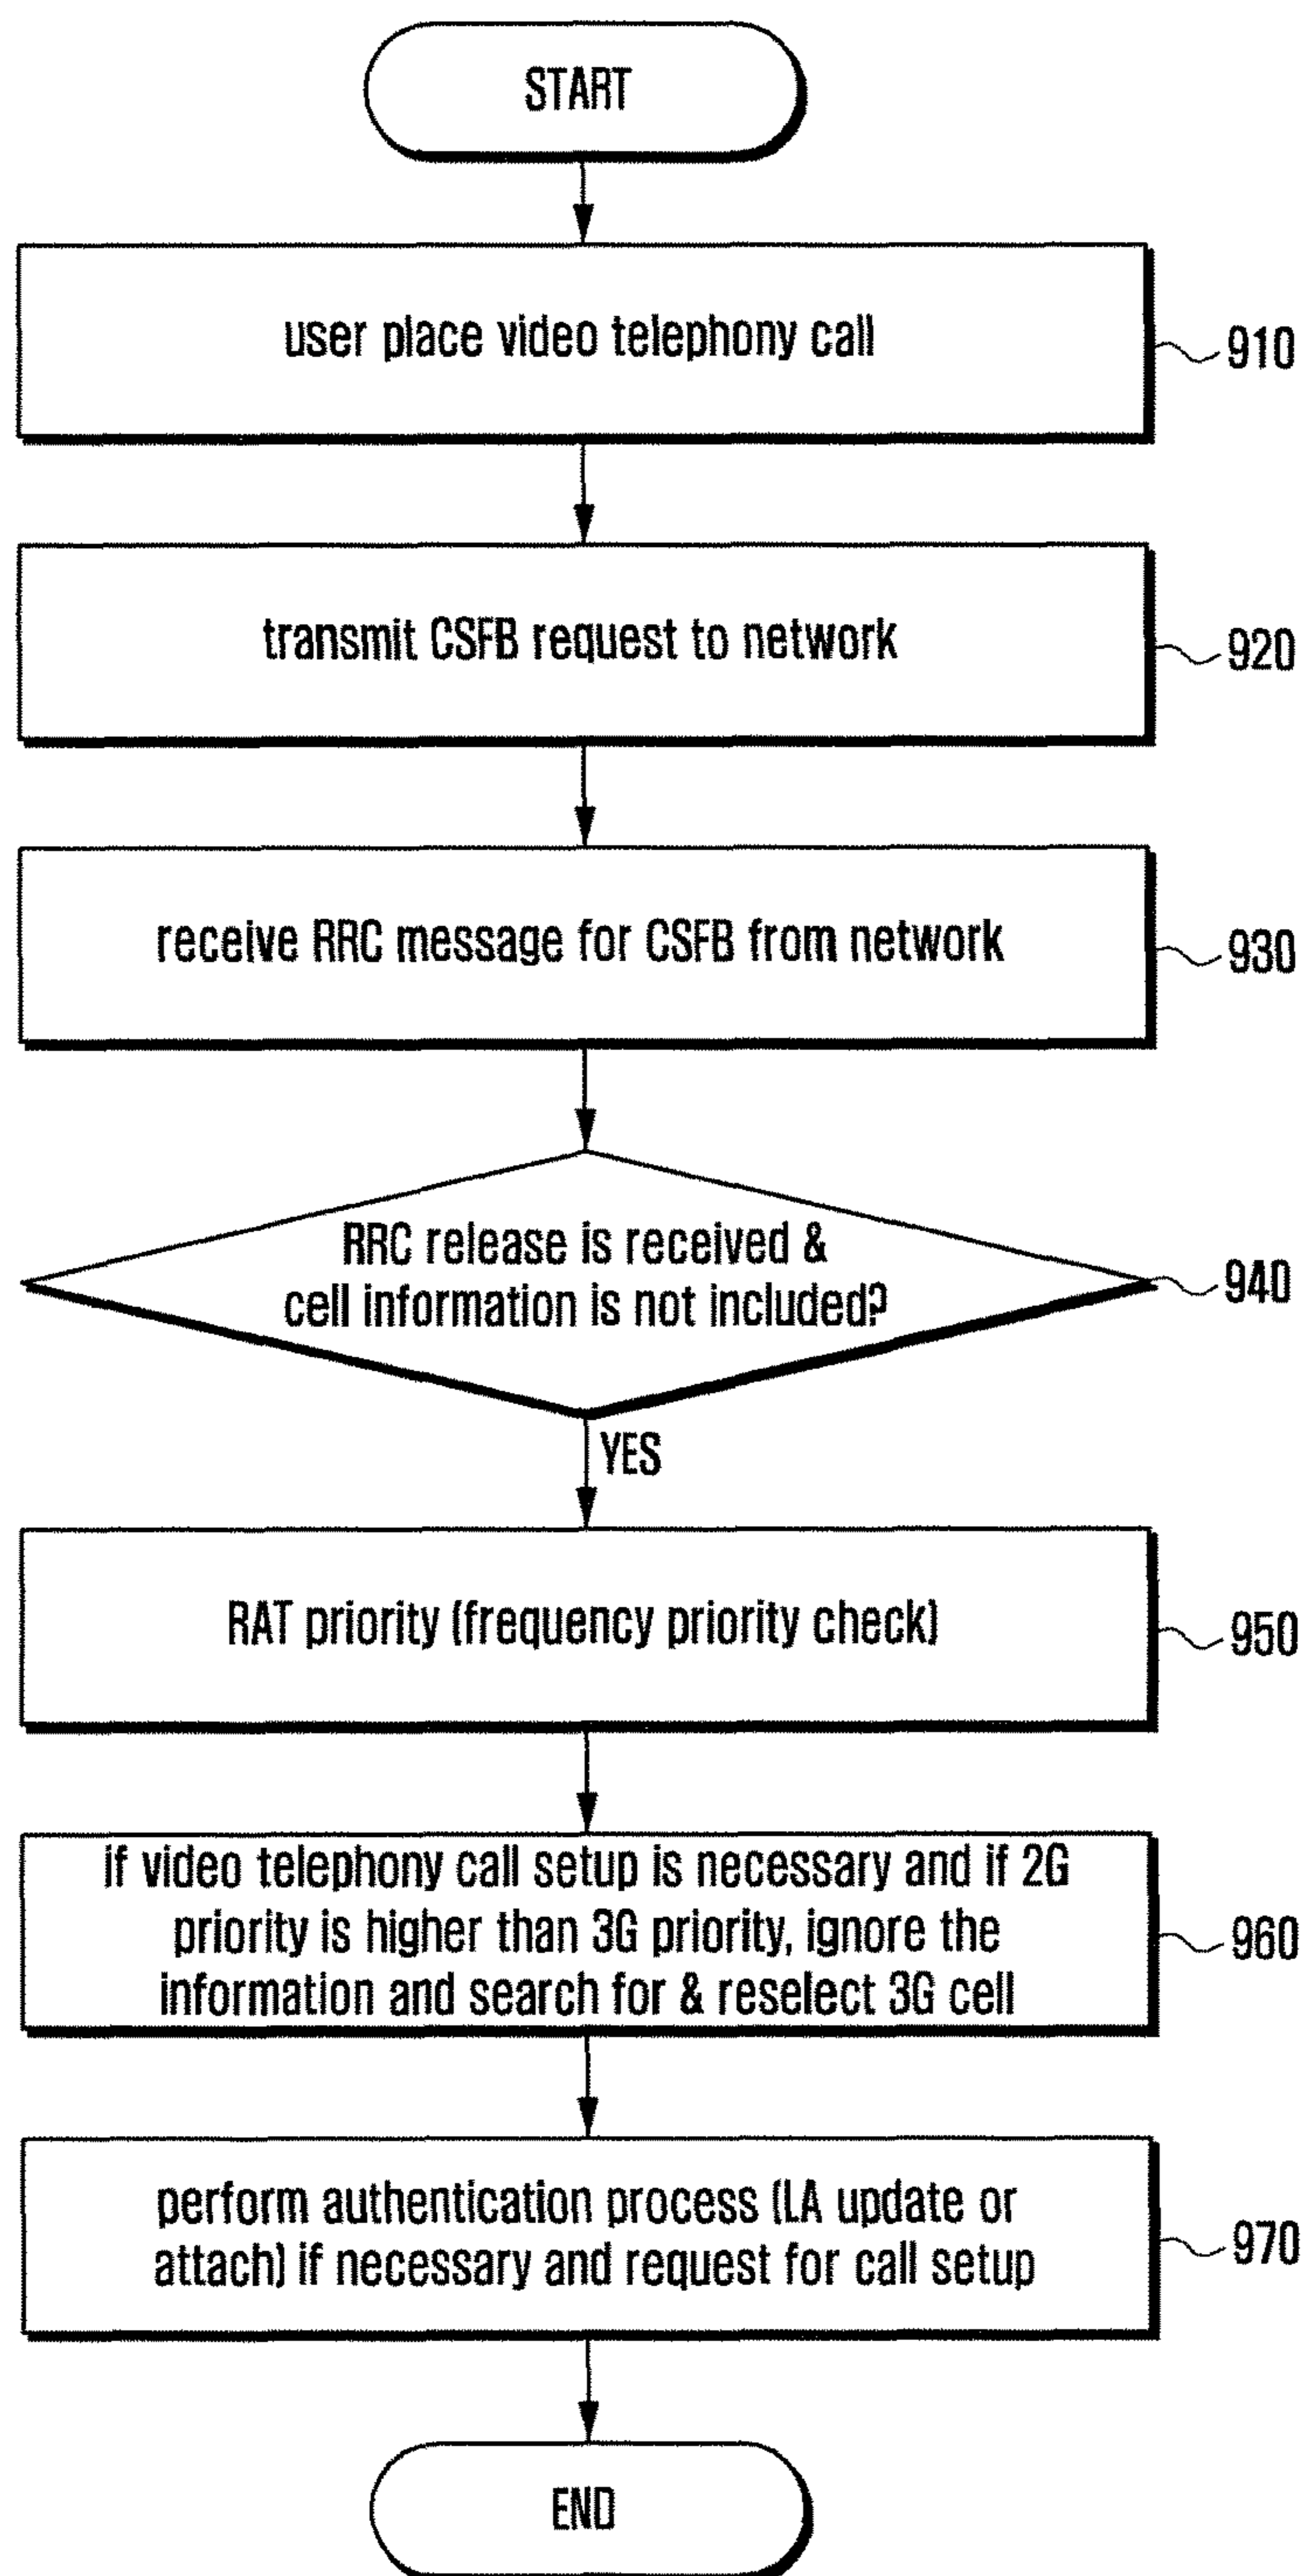 START
user place video telephony call
910
transmit CSFB request to network
920
receive RRC message for CSFB from network
930
RRC release is received &
cell information is not included?
940
YES
RAT priority (frequency priority check)
950
if video telephony call setup is necessary and if 2G
priority is higher than 3G priority, ignore the
information and search for & reselect 3G cell
960
perform authentication process (LA update or
attach) if necessary and request for call setup
970
END